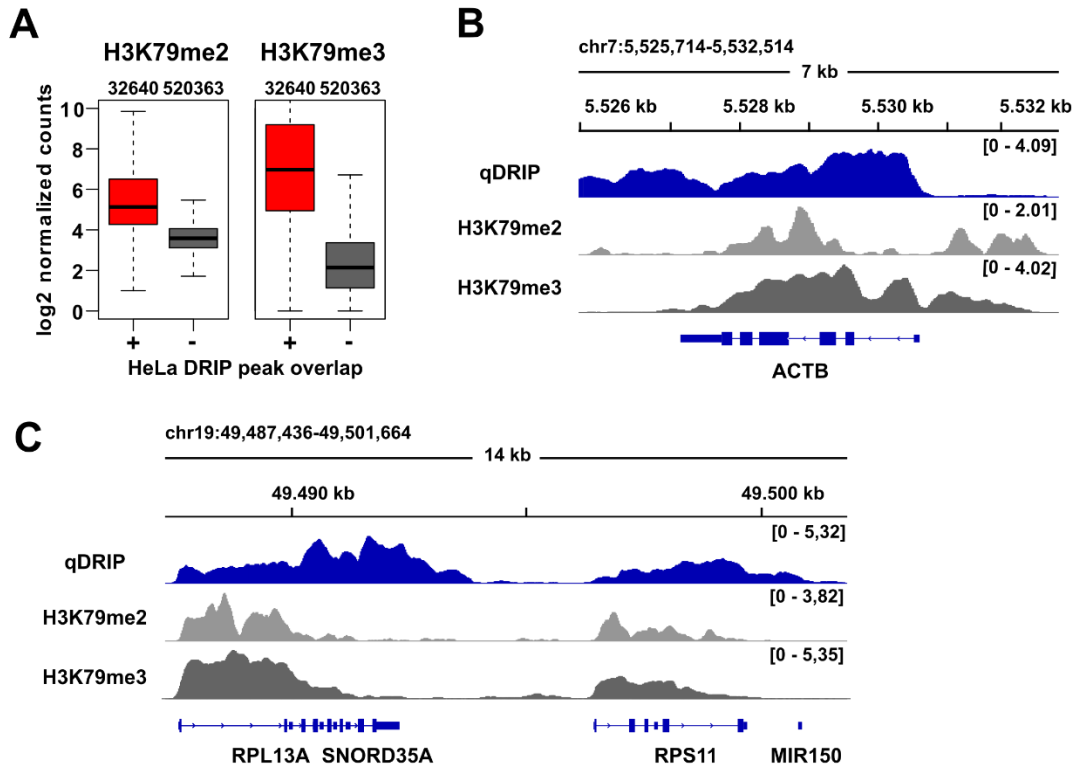 A
H3K79me2 H3K79me3
32640 520363 32640 520363
log2 normalized counts
10
8
6
4
2
0
+ - + -
HeLa DRIP peak overlap
B
chr7:5,525,714-5,532,514
7 kb
5.526 kb 5.528 kb 5.530 kb 5.532 kb
[0 - 4.09]
qDRIP
[0 - 2.01]
H3K79me2
[0 - 4.02]
H3K79me3
ACTB
C
chr19:49,487,436-49,501,664
14 kb
49.490 kb 49.500 kb
[0 - 5,32]
qDRIP
[0 - 3,82]
H3K79me2
[0 - 5,35]
H3K79me3
RPL13A SNORD35A RPS11 MIR150